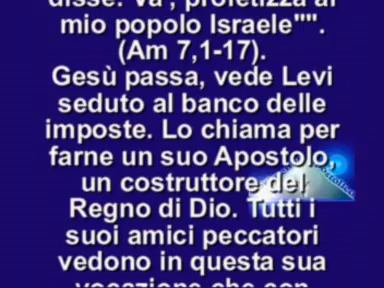 disse: Va', profetizza al
mio popolo Israele"".
(Am 7,1-17).
Gesù passa, vede Levi
seduto al banco delle
imposte. Lo chiama per
farne un suo Apostolo,
un costruttore del
Regno di Dio. Tutti i
suoi amici peccatori
vedono in questa sua
vocazione che con